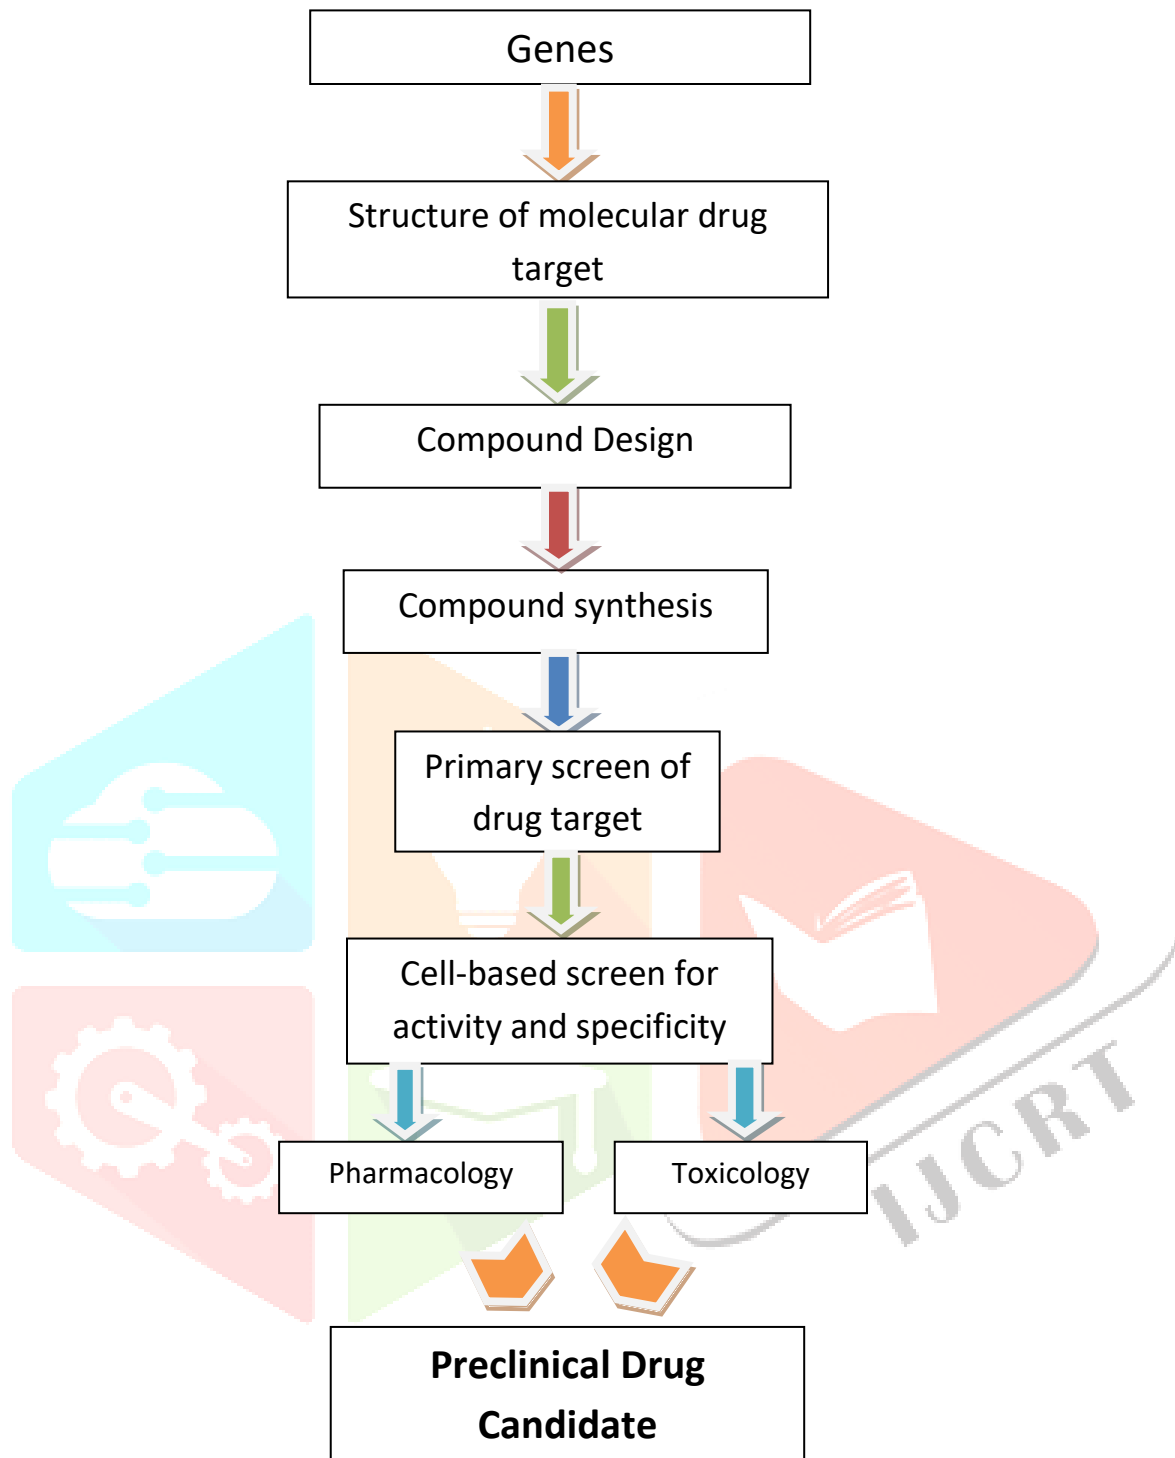 Genes
Structure of molecular drug
target
Compound Design
Compound synthesis
Primary screen of
drug target
Cell-based screen for
activity and specificity
Pharmacology
Toxicology
IJCRT
Preclinical Drug
Candidate